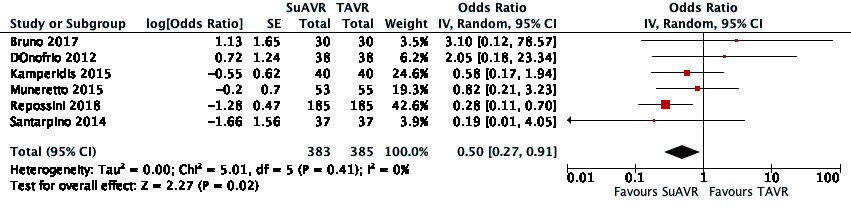 SuAVR TAVR Odds Ratio Odds Ratio
Study or Subgroup log[Odds Ratio] SE Total Total Weight IV, Random, 95% CI IV, Random, 95% CI
Bruno 2017 1.13 1.65 30 30 3.5% 3.10 [0.12, 78.57]
DOnofrio 2012 0.72 1.24 38 38 6.2% 2.05 [0.18, 23.34]
Kamperidis 2015 −0.55 0.62 40 40 24.6% 0.58 [0.17, 1.94]
Muneretto 2015 −0.2 0.7 53 55 19.3% 0.82 [0.21, 3.23]
Repossini 2018 −1.28 0.47 185 185 42.6% 0.28 [0.11, 0.70]
Santarpino 2014 −1.66 1.56 37 37 3.9% 0.19 [0.01, 4.05]
Total (95% CI) 383 385 100.0% 0.50 [0.27, 0.91]
Heterogeneity: Tau² = 0.00; Chi² = 5.01, df = 5 (P = 0.41); I² = 0%
Test for overall effect: Z = 2.27 (P = 0.02)
0.01 0.1 1 10 100
Favours SuAVR Favours TAVR